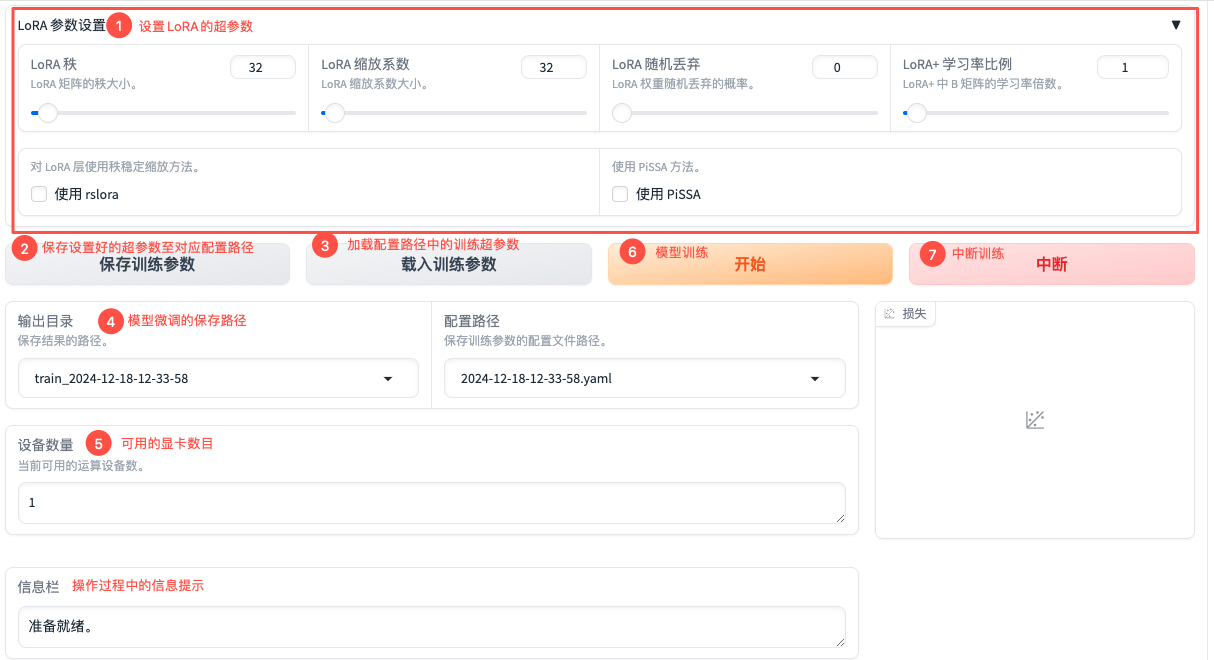 LoRA 参数设置 1 设置 LoRA的超参数 ▼
LoRA 秩 32
LoRA 矩阵的秩大小。
LoRA 缩放系数 32
LoRA 缩放系数大小。
LoRA 随机丢弃 0
LoRA 权重随机丢弃的概率。
LoRA+ 学习率比例 1
LoRA+ 中 B 矩阵的学习率倍数。
对 LoRA 层使用秩稳定缩放方法。
使用 rslora
使用 PiSSA 方法。
使用 PiSSA
2 保存设置好的超参数至对应配置路径
保存训练参数
3 加载配置路径中的训练超参数
载入训练参数
6 模型训练
开始
7 中断训练
中断
输出目录 4 模型微调的保存路径
保存结果的路径。
train_2024-12-18-12-33-58
配置路径
保存训练参数的配置文件路径。
2024-12-18-12-33-58.yaml
损失
设备数量 5 可用的显卡数目
当前可用的运算设备数。
1
信息栏 操作过程中的信息提示
准备就绪。